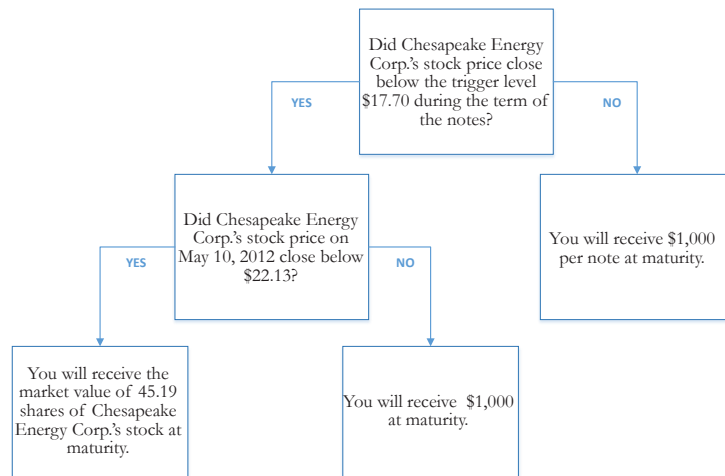 Did Chesapeake Energy
Corp.'s stock price close
below the trigger level
$17.70 during the term of
the notes?
YES
NO
Did Chesapeake Energy
Corp.'s stock price on
May 10, 2012 close below
$22.13?
You will receive $1,000
per note at maturity.
YES
NO
You will receive the
market value of 45.19
shares of Chesapeake
Energy Corp.'s stock at
maturity.
You will receive $1,000
at maturity.